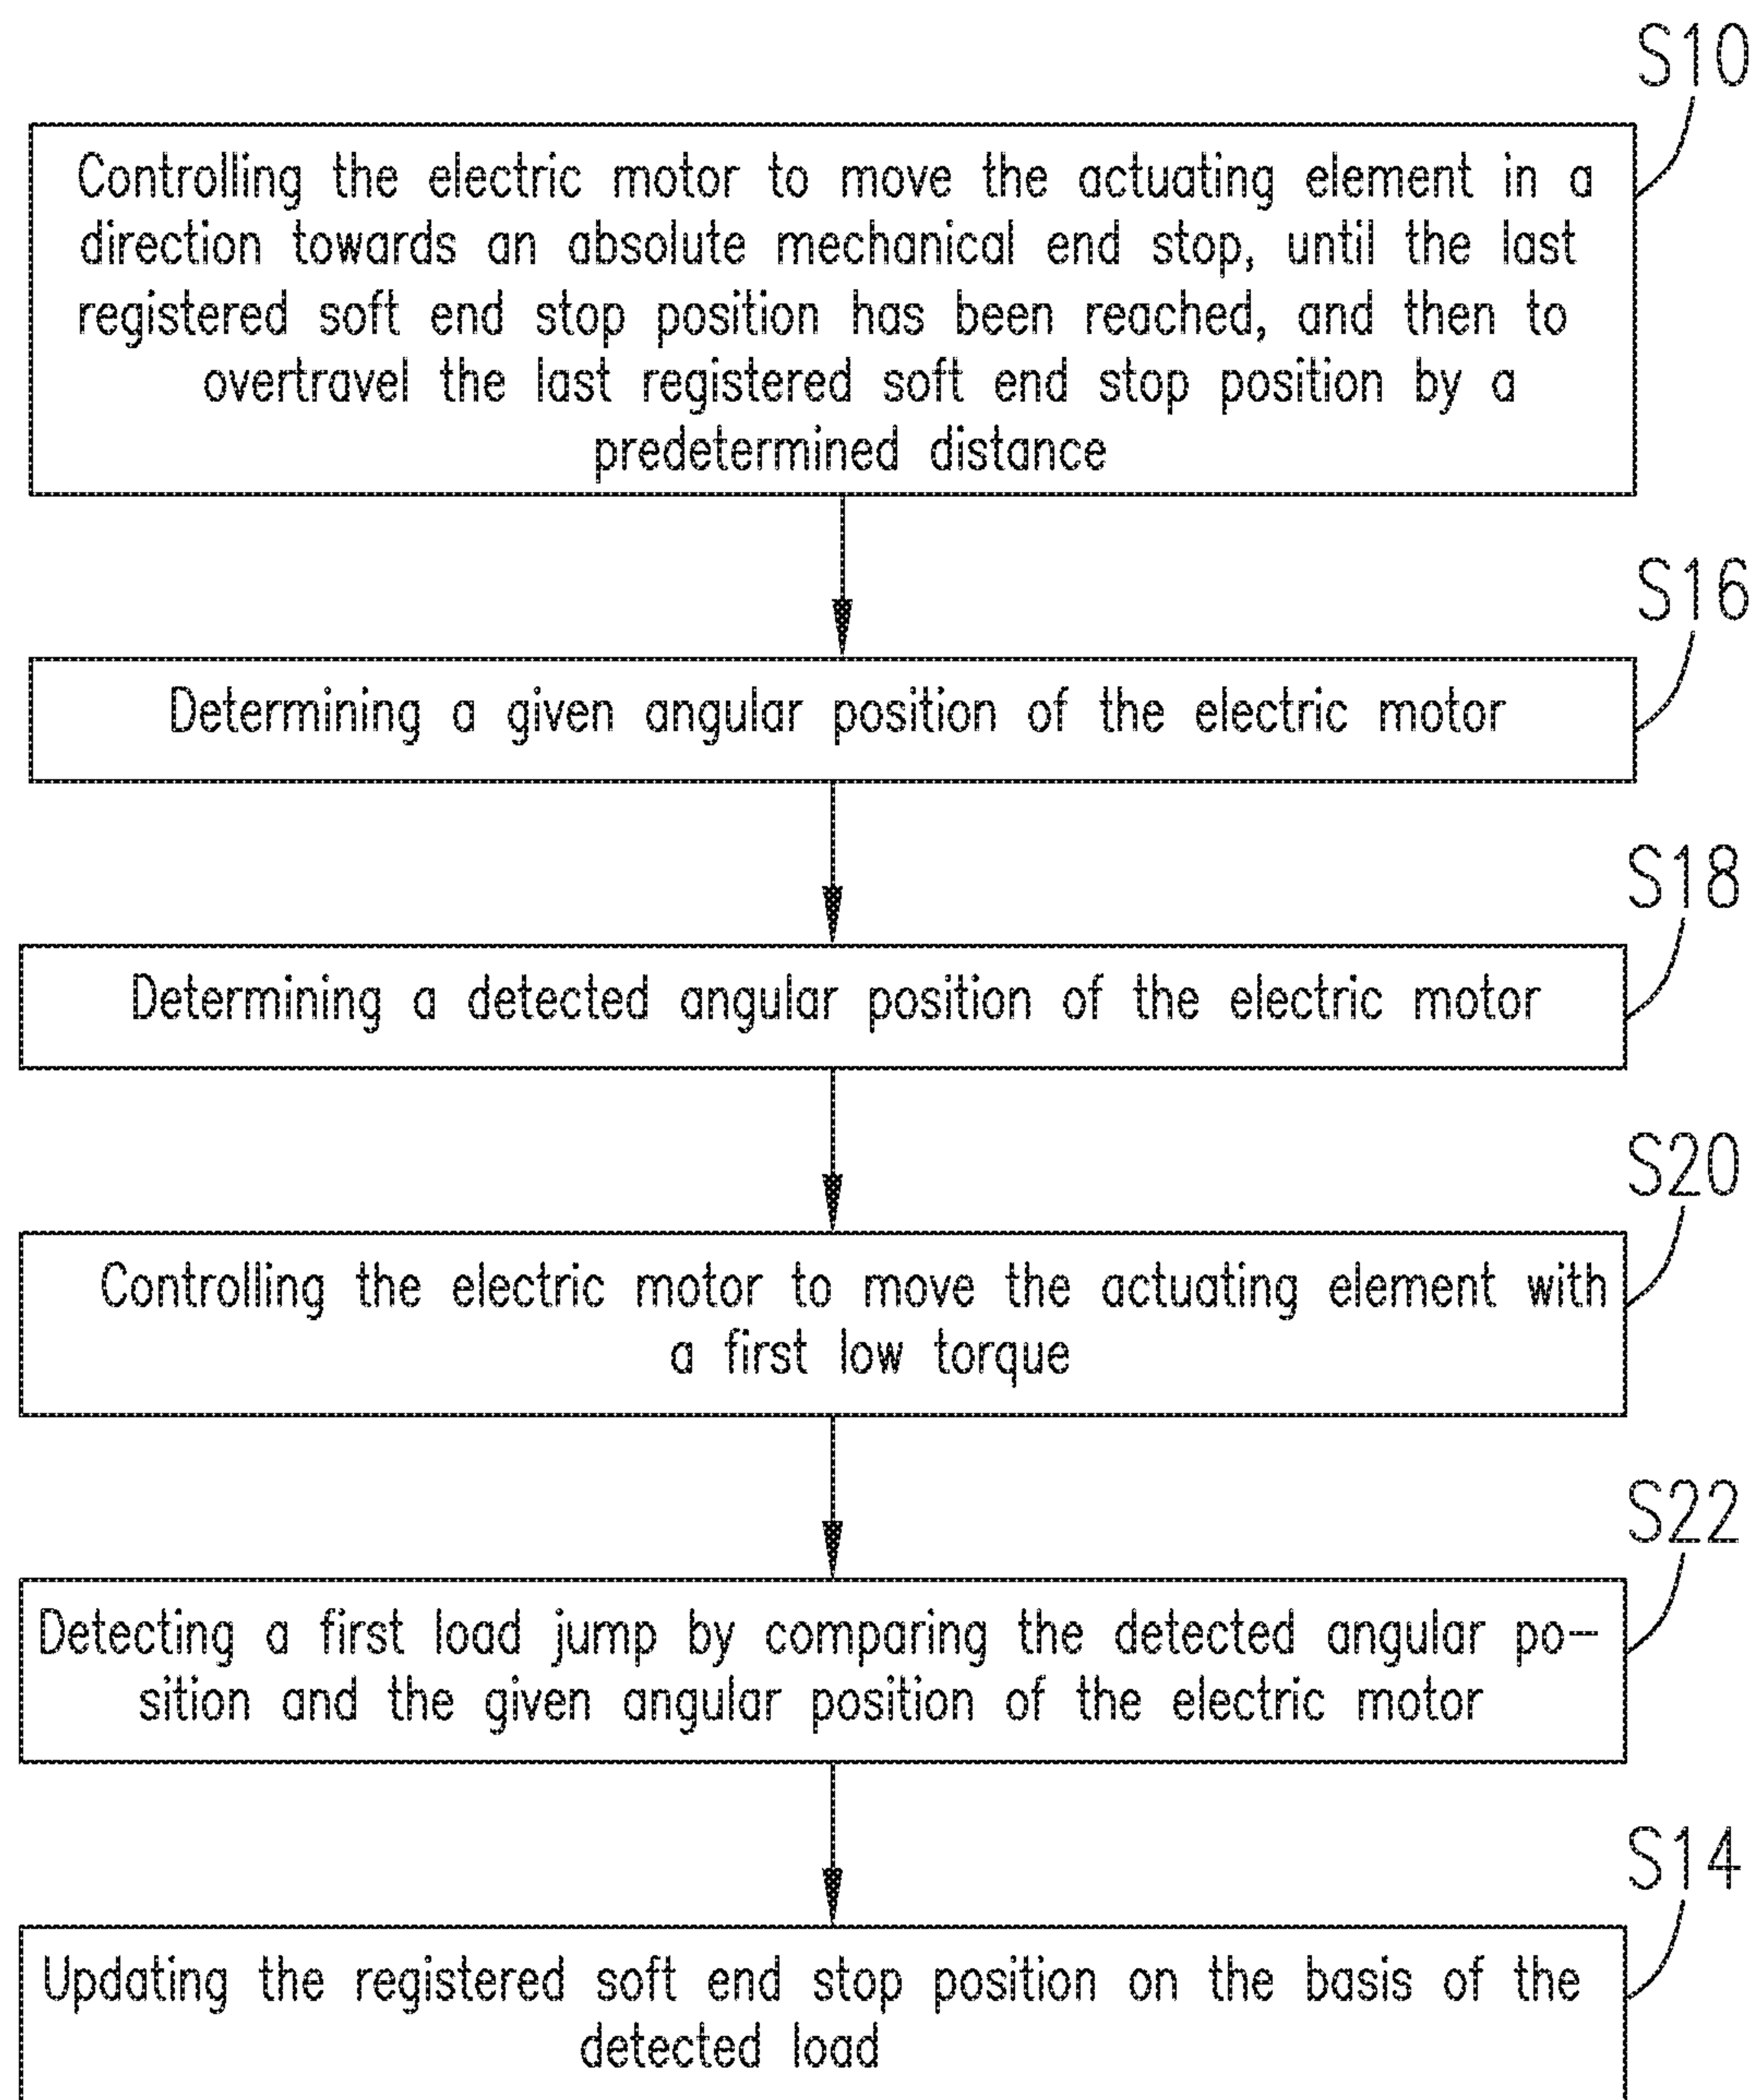 S10
Controlling the electric motor to move the actuating element in a
direction towards an absolute mechanical end stop, until the last
registered soft end stop position has been reached, and then to
overtravel the last registered soft end stop position by a
predetermined distance
S16
Determining a given angular position of the electric motor
S18
Determining a detected angular position of the electric motor
S20
Controlling the electric motor to move the actuating element with
a first low torque
S22
Detecting a first load jump by comparing the detected angular po-
sition and the given angular position of the electric motor
S14
Updating the registered soft end stop position on the basis of the
detected load